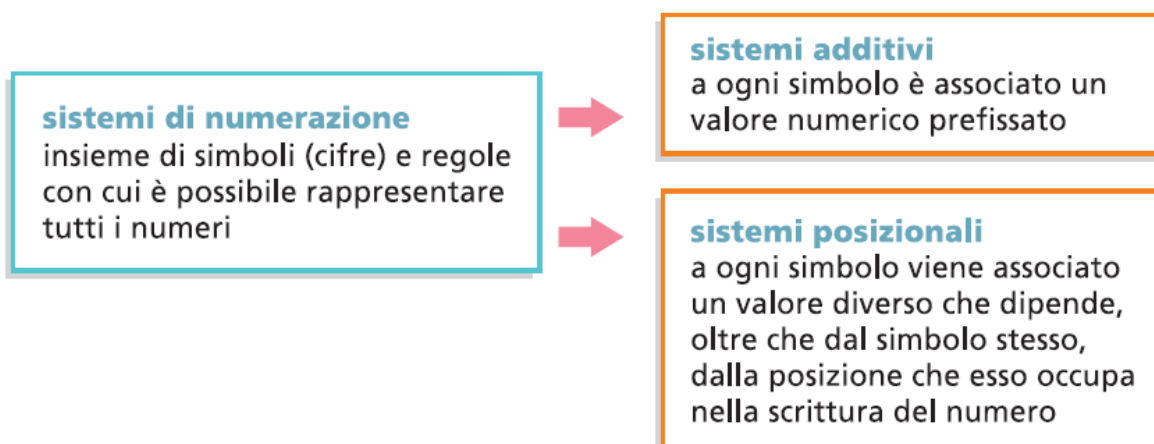 sistemi di numerazione
insieme di simboli (cifre) e regole
con cui è possibile rappresentare
tutti i numeri
sistemi additivi
a ogni simbolo è associato un
valore numerico prefissato
sistemi posizionali
a ogni simbolo viene associato
un valore diverso che dipende,
oltre che dal simbolo stesso,
dalla posizione che esso occupa
nella scrittura del numero